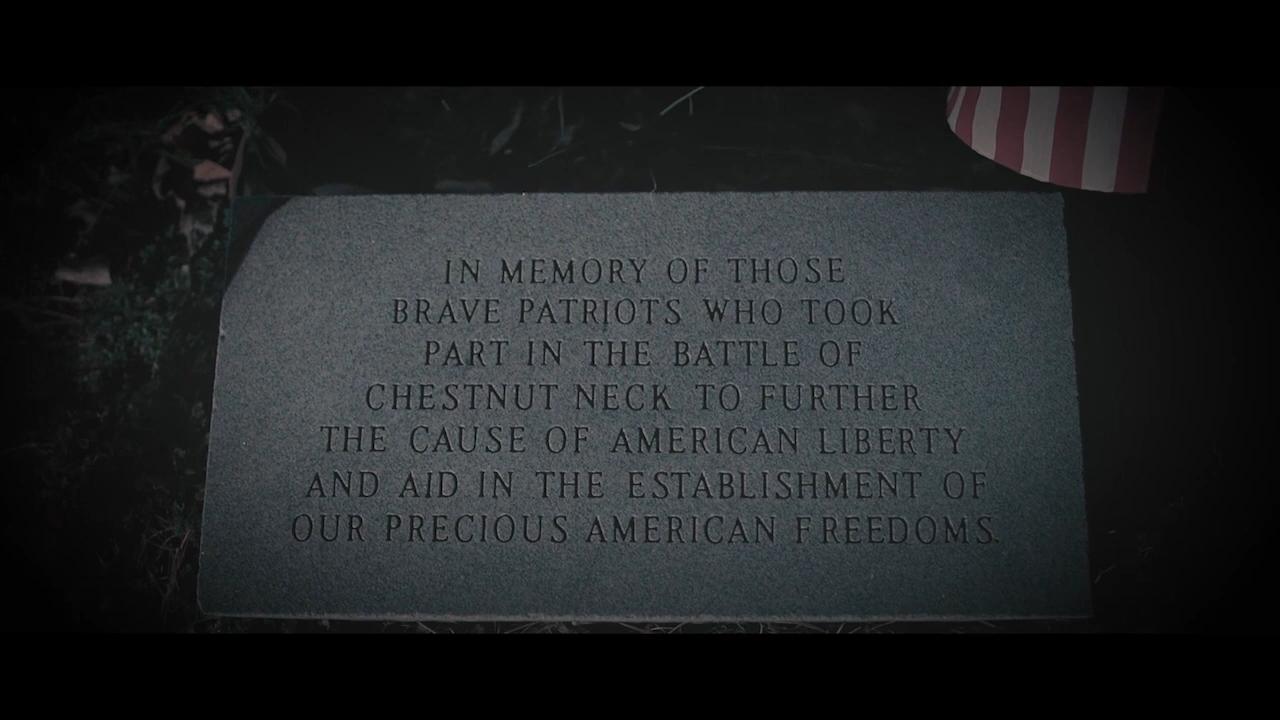 IN MEMORY OF THOSE
BRAVE PATRIOTS WHO TOOK
PART IN THE BATTLE OF
CHESTNUT NECK TO FURTHER
THE CAUSE OF AMERICAN LIBERTY
AND AID IN THE ESTABLISHMENT OF
OUR PRECIOUS AMERICAN FREEDOMS.